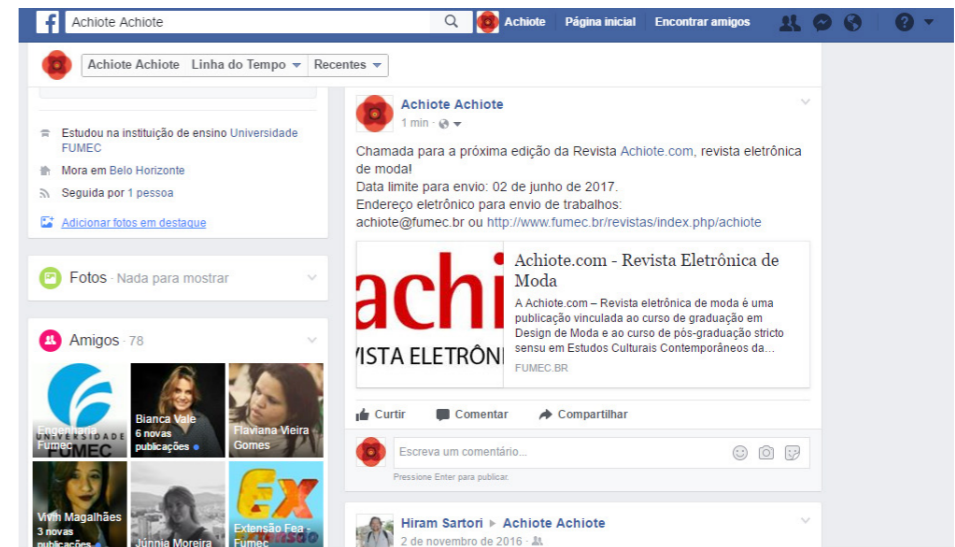 Achiote Achiote
Achiote Página inicial Encontrar amigos
Achiote Achiote Linha do Tempo Recentes
Estudou na instituição de ensino Universidade
FUMEC
Mora em Belo Horizonte
Seguida por 1 pessoa
Adicionar fotos em destaque
Fotos · Nada para mostrar
Amigos · 78
UNIVERSIDADE
FUMEC
Engenharia
Fumec
Bianca Vale
6 novas
publicações
Flaviana Vieira
Gomes
Vivih Magalhães
3 novas
publicações
Júnnia Moreira
Ex
EXTENSÃO
Extensão Fea -
Fumec
Achiote Achiote
1 min ·
Chamada para a próxima edição da Revista Achiote.com, revista eletrônica
de moda!
Data limite para envio: 02 de junho de 2017.
Endereço eletrônico para envio de trabalhos:
achiote@fumec.br ou http://www.fumec.br/revistas/index.php/achiote
achi
VISTA ELETRÔNI
Achiote.com - Revista Eletrônica de
Moda
A Achiote.com – Revista eletrônica de moda é uma
publicação vinculada ao curso de graduação em
Design de Moda e ao curso de pós-graduação stricto
sensu em Estudos Culturais Contemporâneos da...
FUMEC.BR
Curtir Comentar Compartilhar
Escreva um comentário...
Pressione Enter para publicar.
Hiram Sartori ▸ Achiote Achiote
2 de novembro de 2016 ·